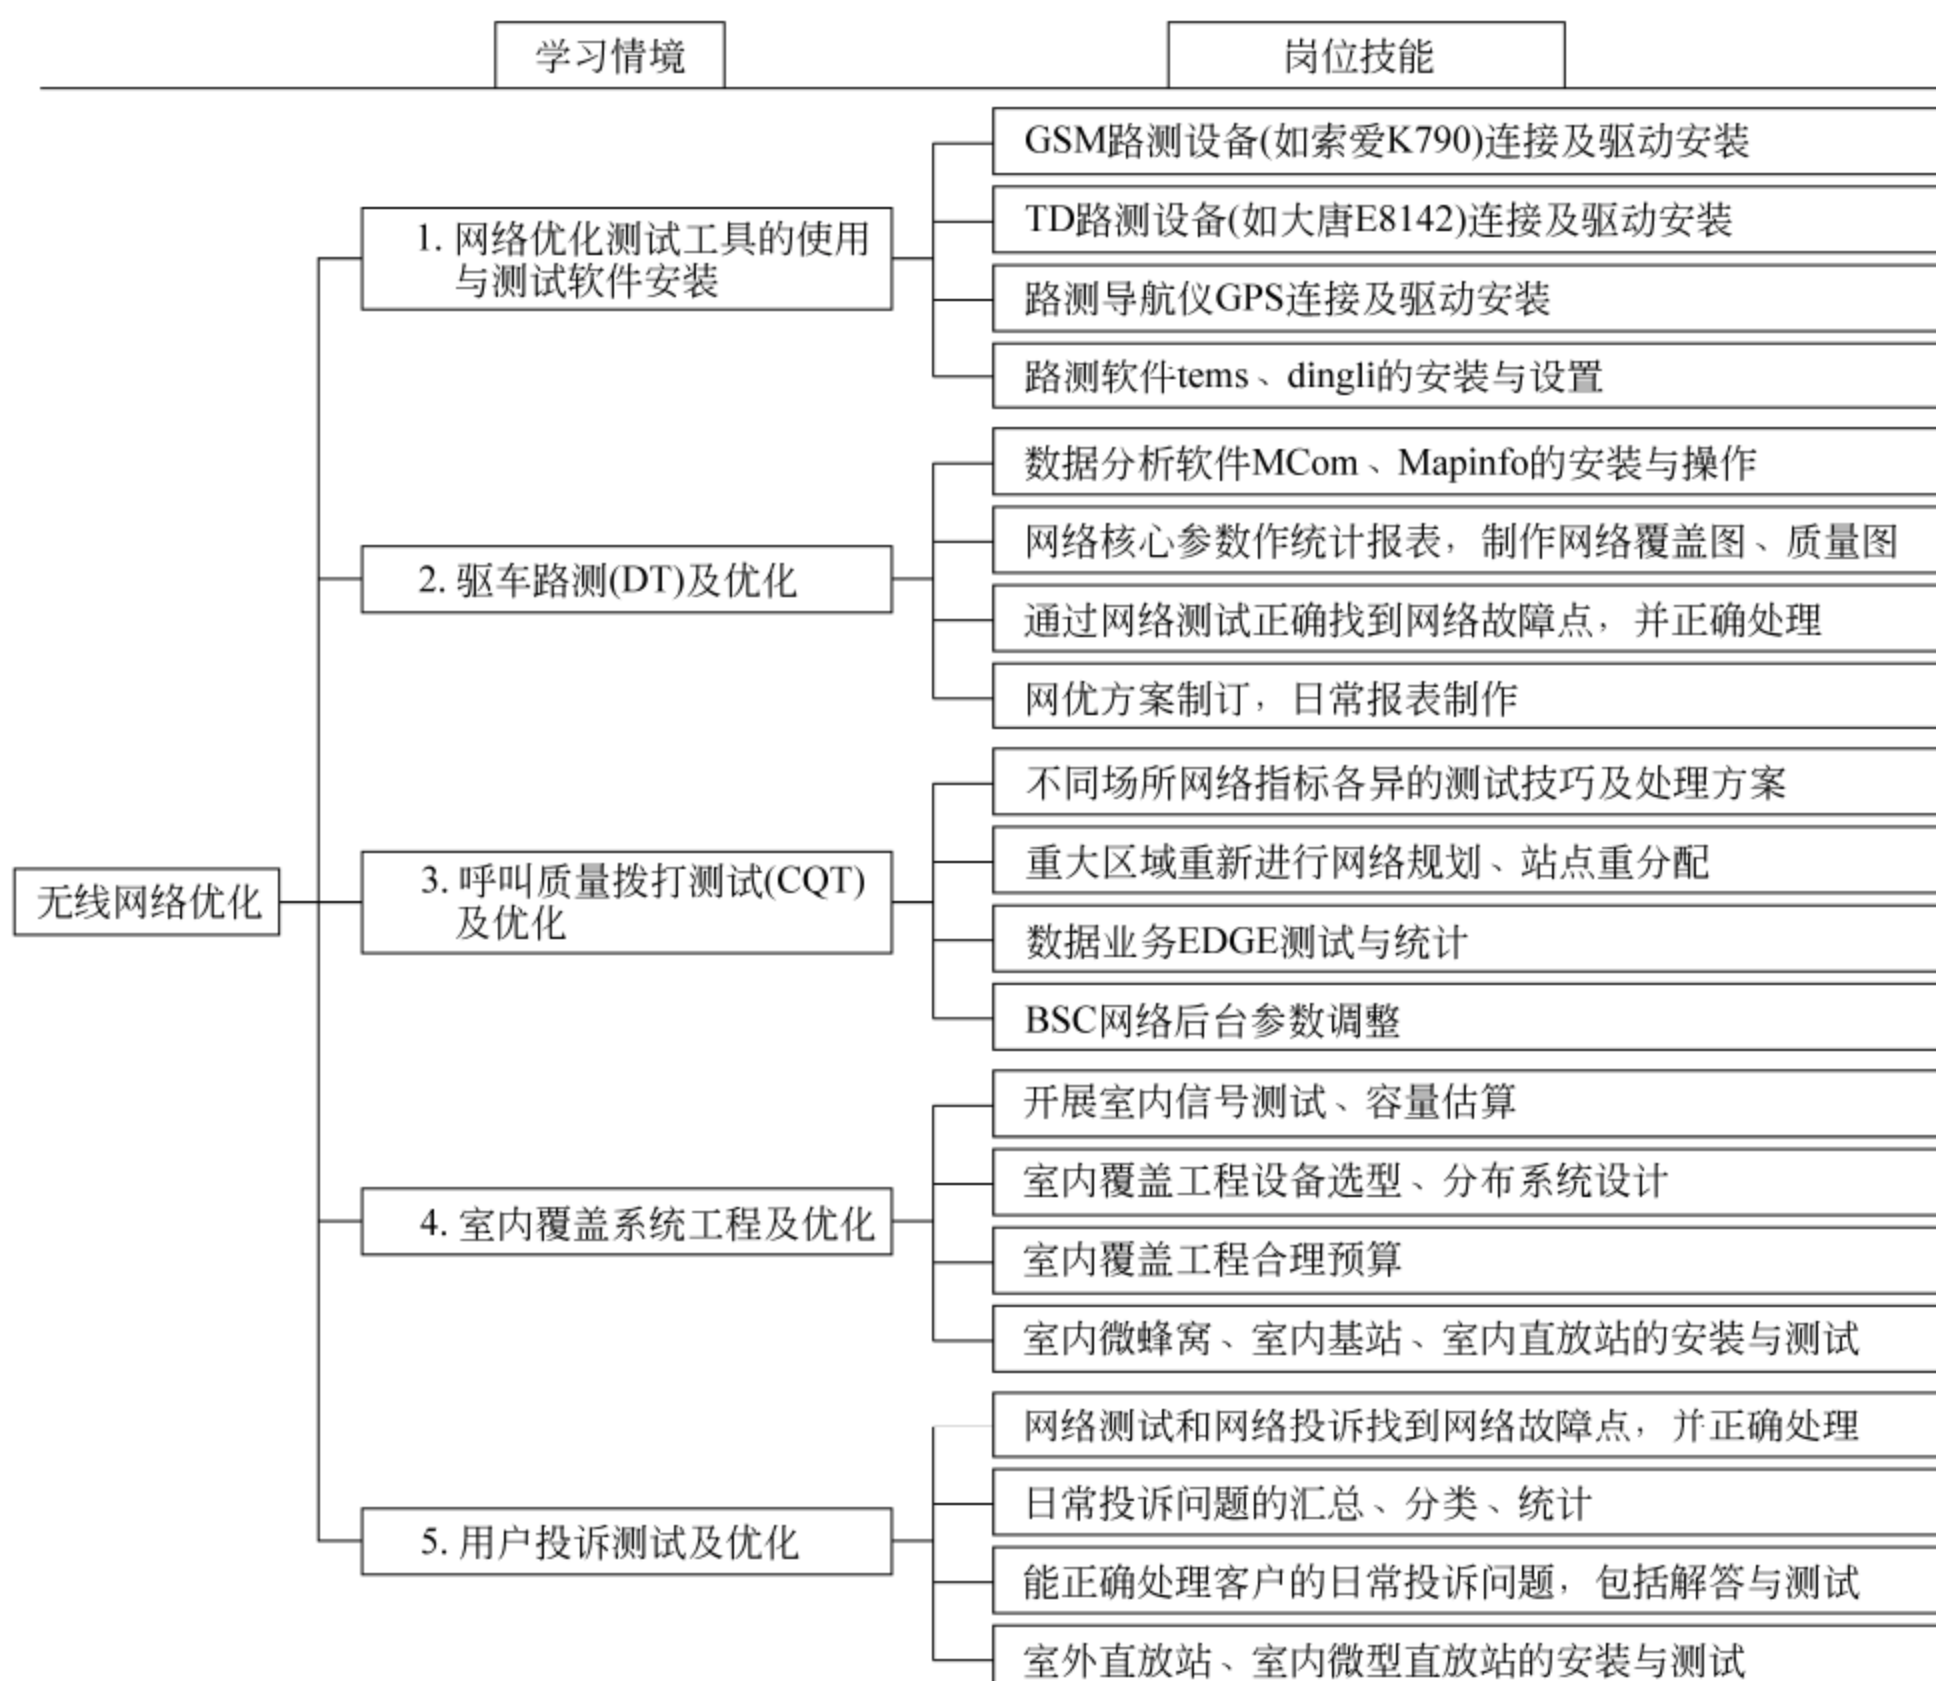 学习情境
岗位技能
无线网络优化
1. 网络优化测试工具的使用
与测试软件安装
GSM路测设备(如索爱K790)连接及驱动安装
TD路测设备(如大唐E8142)连接及驱动安装
路测导航仪GPS连接及驱动安装
路测软件tems、dingli的安装与设置
2. 驱车路测(DT)及优化
数据分析软件MCom、Mapinfo的安装与操作
网络核心参数作统计报表，制作网络覆盖图、质量图
通过网络测试正确找到网络故障点，并正确处理
网优方案制订，日常报表制作
3. 呼叫质量拨打测试(CQT)
及优化
不同场所网络指标各异的测试技巧及处理方案
重大区域重新进行网络规划、站点重分配
数据业务EDGE测试与统计
BSC网络后台参数调整
4. 室内覆盖系统工程及优化
开展室内信号测试、容量估算
室内覆盖工程设备选型、分布系统设计
室内覆盖工程合理预算
室内微蜂窝、室内基站、室内直放站的安装与测试
5. 用户投诉测试及优化
网络测试和网络投诉找到网络故障点，并正确处理
日常投诉问题的汇总、分类、统计
能正确处理客户的日常投诉问题，包括解答与测试
室外直放站、室内微型直放站的安装与测试